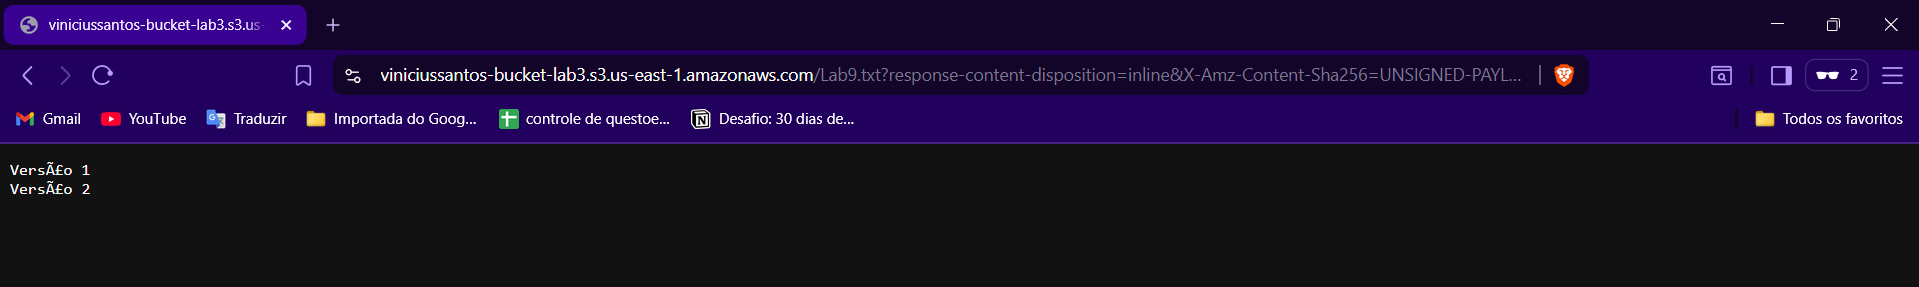 viniciussantos-bucket-lab3.s3.us-
viniciussantos-bucket-lab3.s3.us-east-1.amazonaws.com/Lab9.txt?response-content-disposition=inline&X-Amz-Content-Sha256=UNSIGNED-PAYL... 2
Gmail YouTube Traduzir Importada do Goog... controle de questoe... Desafio: 30 dias de... Todos os favoritos
VersÃ£o 1
VersÃ£o 2